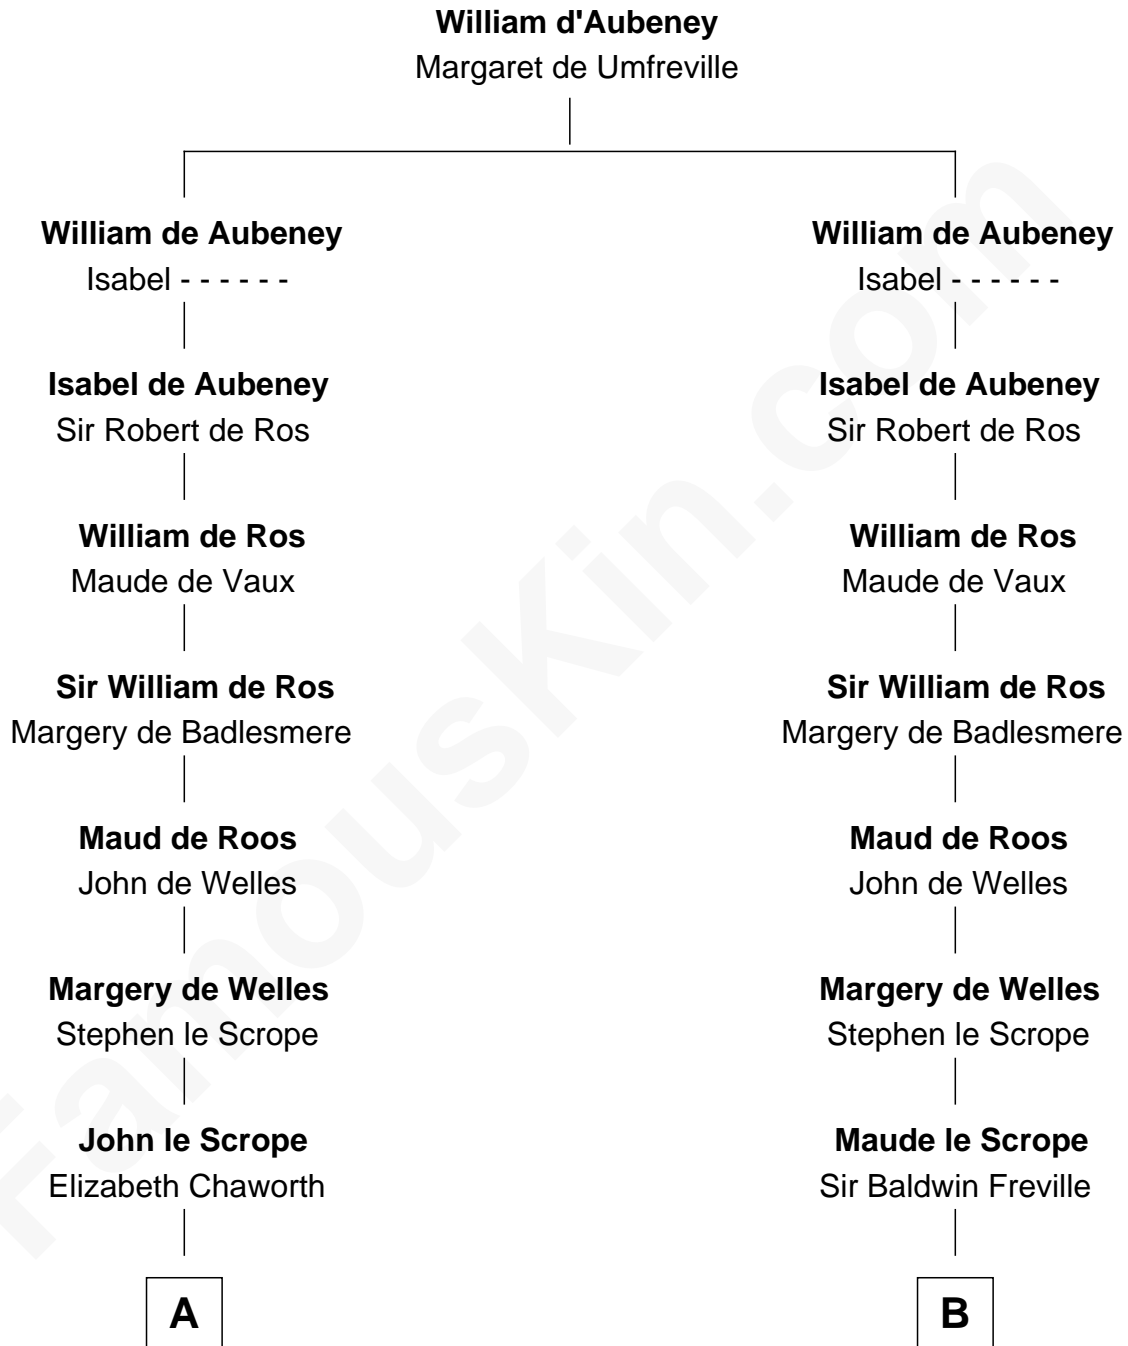 William d'Aubeney
Margaret de Umfreville
William de Aubeney
Isabel - - - - - -
Isabel de Aubeney
Sir Robert de Ros
William de Ros
Maude de Vaux
Sir William de Ros
Margery de Badlesmere
Maud de Roos
John de Welles
Margery de Welles
Stephen le Scrope
John le Scrope
Elizabeth Chaworth
A
William de Aubeney
Isabel - - - - - -
Isabel de Aubeney
Sir Robert de Ros
William de Ros
Maude de Vaux
Sir William de Ros
Margery de Badlesmere
Maud de Roos
John de Welles
Margery de Welles
Stephen le Scrope
Maude le Scrope
Sir Baldwin Freville
B
FamousKin.com